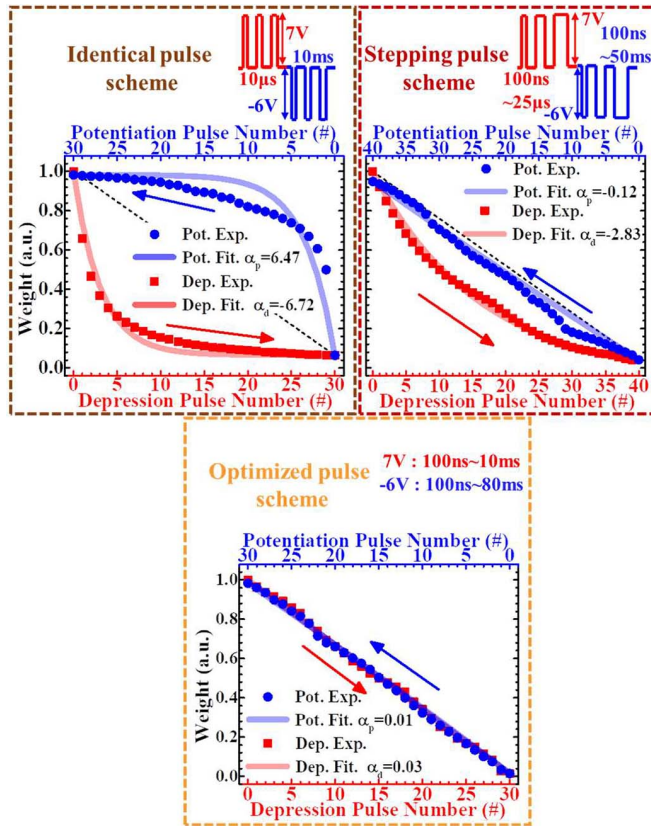 Identical pulse
scheme
7V
10ms
10μs
-6V
Potentiation Pulse Number (#)
30 25 20 15 10 5 0
1.0
0.8
0.6
0.4
0.2
0.0
Weight (a.u.)
Pot. Exp.
Pot. Fit. αp=6.47
Dep. Exp.
Dep. Fit. αd=-6.72
0 5 10 15 20 25 30
Depression Pulse Number (#)
Stepping pulse
scheme
7V
100ns
~50ms
100ns
~25μs
-6V
Potentiation Pulse Number (#)
40 35 30 25 20 15 10 5 0
Pot. Exp.
Pot. Fit αp=-0.12
Dep. Exp.
Dep. Fit. αd=-2.83
0 5 10 15 20 25 30 35 40
Depression Pulse Number (#)
Optimized pulse
scheme
7V : 100ns~10ms
-6V : 100ns~80ms
Potentiation Pulse Number (#)
30 25 20 15 10 5 0
1.0
0.8
0.6
0.4
0.2
0.0
Weight (a.u.)
Pot. Exp.
Pot. Fit. αp=0.01
Dep. Exp.
Dep. Fit. αd=0.03
0 5 10 15 20 25 30
Depression Pulse Number (#)